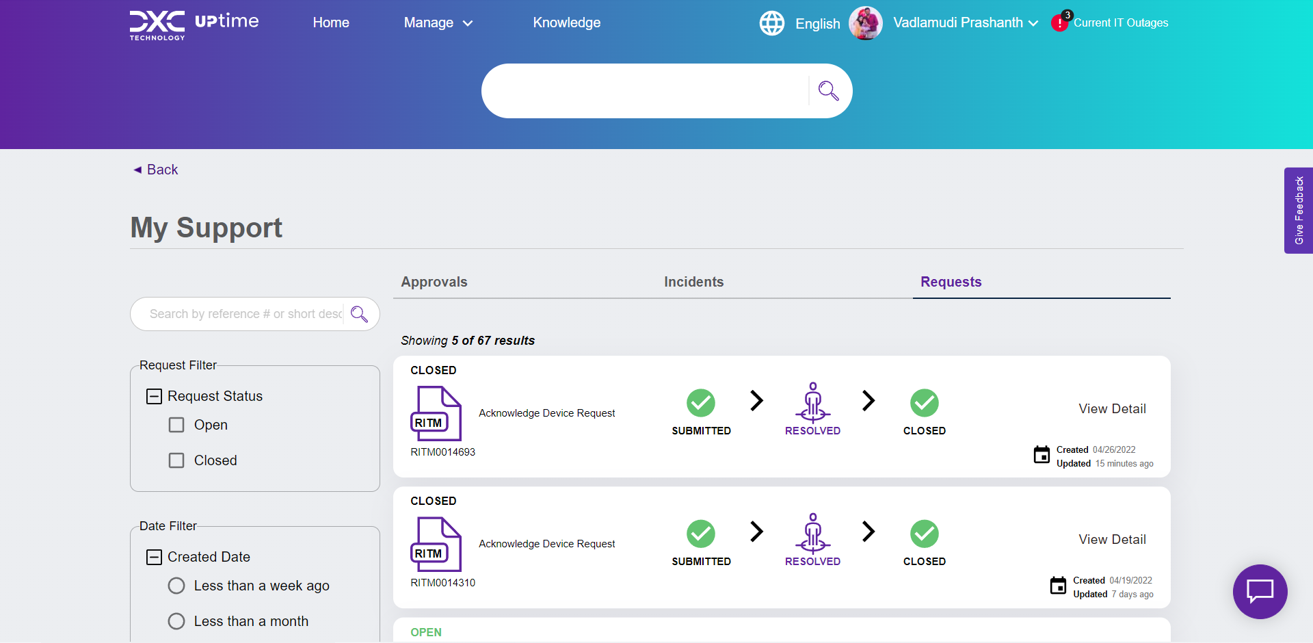 DXC TECHNOLOGY UPtime Home Manage Knowledge English Vadlamudi Prashanth ! 3 Current IT Outages
◄ Back
Give Feedback
My Support
Approvals Incidents Requests
Search by reference # or short desc
Showing 5 of 67 results
Request Filter
Request Status
Open
Closed
Date Filter
Created Date
Less than a week ago
Less than a month
CLOSED
RITM
RITM0014693
Acknowledge Device Request
SUBMITTED RESOLVED CLOSED
View Detail
Created 04/26/2022
Updated 15 minutes ago
CLOSED
RITM
RITM0014310
Acknowledge Device Request
SUBMITTED RESOLVED CLOSED
View Detail
Created 04/19/2022
Updated 7 days ago
OPEN